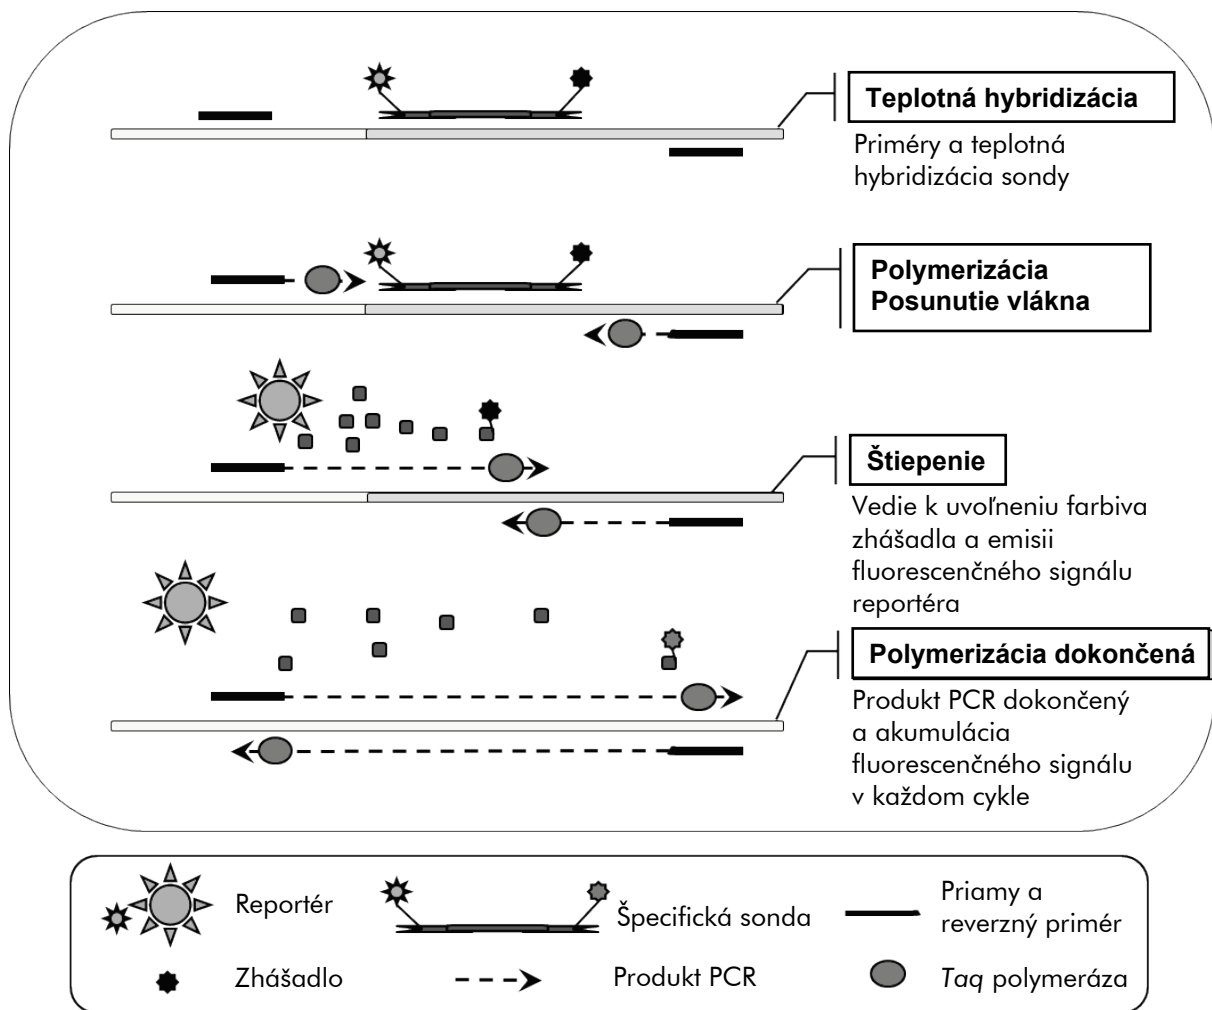 Teplotná hybridizácia
Priméry a teplotná
hybridizácia sondy
Polymerizácia
Posunutie vlákna
Štiepenie
Vedie k uvoľneniu farbiva
zhášadla a emisii
fluorescenčného signálu
reportéra
Polymerizácia dokončená
Produkt PCR dokončený
a akumulácia
fluorescenčného signálu
v každom cykle
Reportér
Špecifická sonda
Priamy a
reverzný primér
Zhášadlo
Produkt PCR
Taq polymeráza